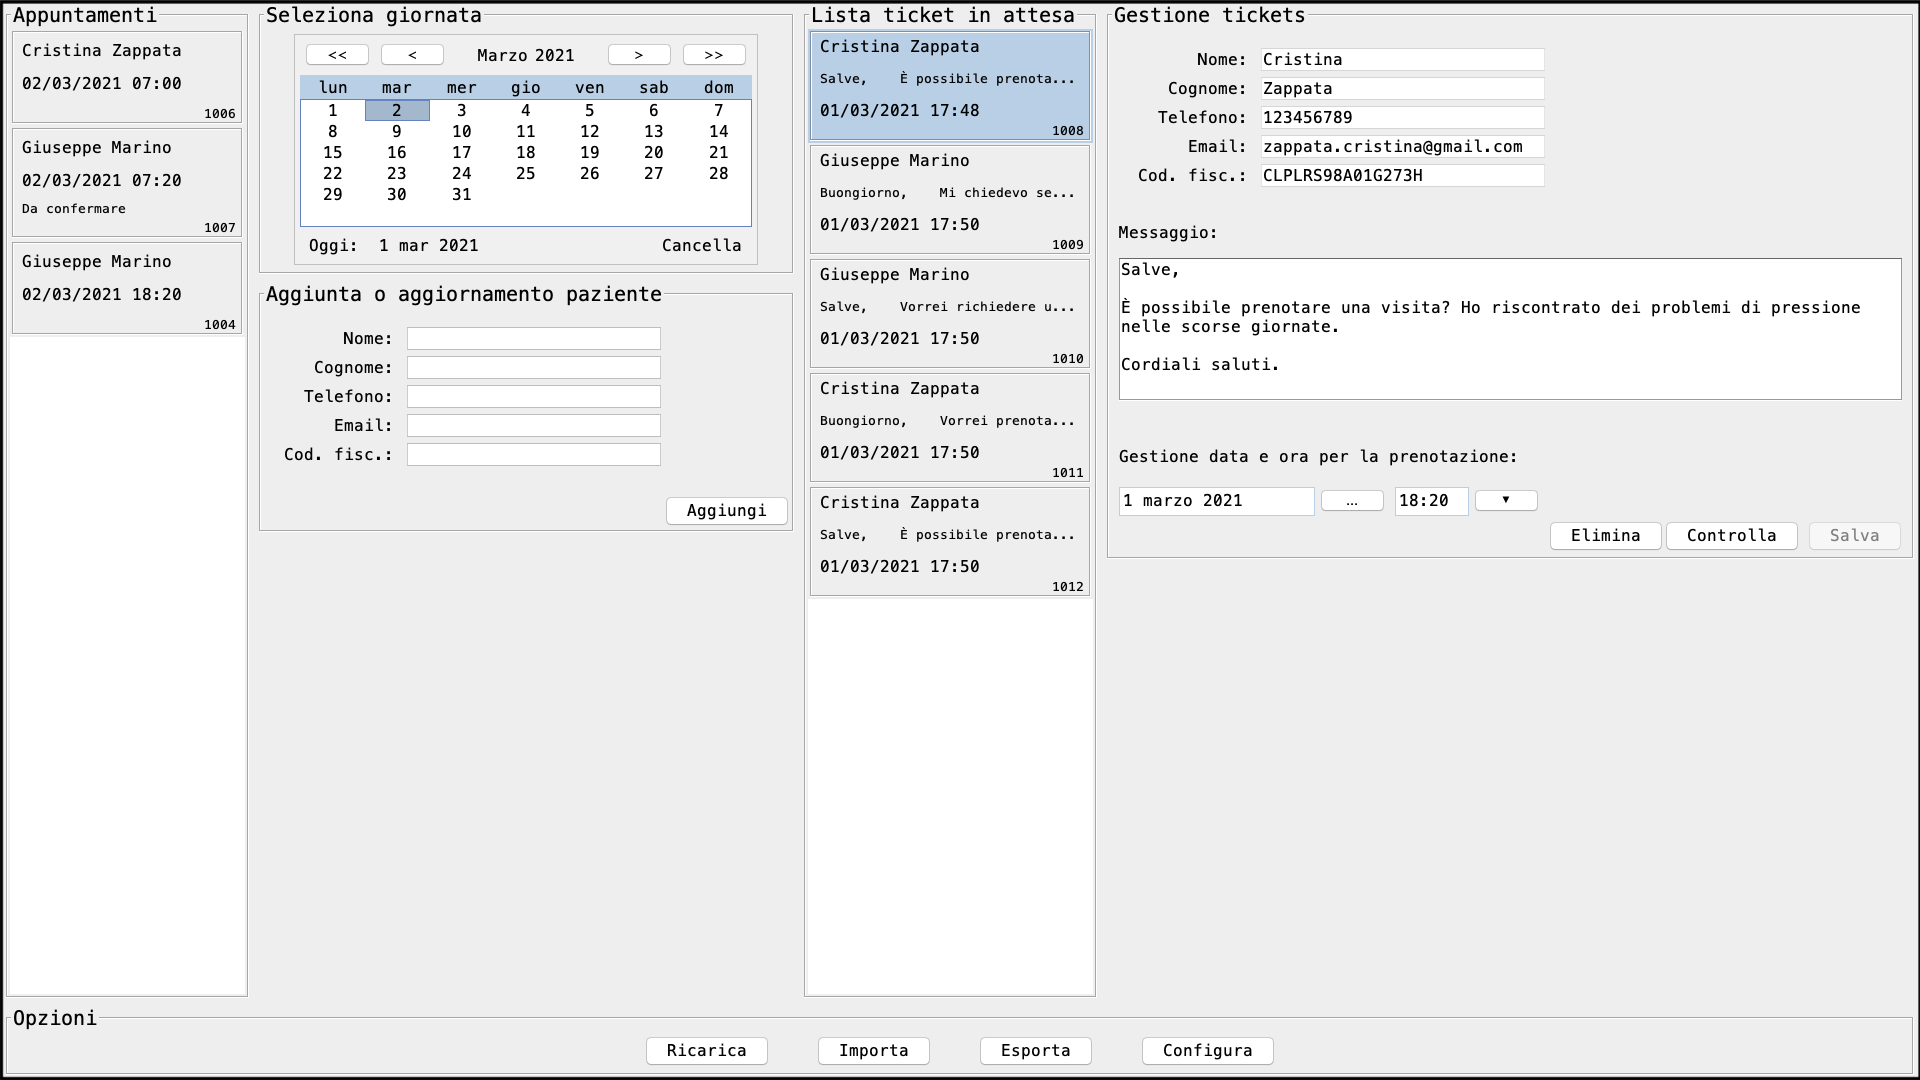 Appuntamenti
Cristina Zappata
02/03/2021 07:00
1006
Giuseppe Marino
02/03/2021 07:20
Da confermare
1007
Giuseppe Marino
02/03/2021 18:20
1004
Seleziona giornata
<< < Marzo 2021 > >>
lun mar mer gio ven sab dom
1 2 3 4 5 6 7
8 9 10 11 12 13 14
15 16 17 18 19 20 21
22 23 24 25 26 27 28
29 30 31
Oggi: 1 mar 2021 Cancella
Aggiunta o aggiornamento paziente
Nome:
Cognome:
Telefono:
Email:
Cod. fisc.:
Aggiungi
Lista ticket in attesa
Cristina Zappata
Salve, È possibile prenota...
01/03/2021 17:48
1008
Giuseppe Marino
Buongiorno, Mi chiedevo se...
01/03/2021 17:50
1009
Giuseppe Marino
Salve, Vorrei richiedere u...
01/03/2021 17:50
1010
Cristina Zappata
Buongiorno, Vorrei prenota...
01/03/2021 17:50
1011
Cristina Zappata
Salve, È possibile prenota...
01/03/2021 17:50
1012
Gestione tickets
Nome: Cristina
Cognome: Zappata
Telefono: 123456789
Email: zappata.cristina@gmail.com
Cod. fisc.: CLPLRS98A01G273H
Messaggio:
Salve,
È possibile prenotare una visita? Ho riscontrato dei problemi di pressione
nelle scorse giornate.
Cordiali saluti.
Gestione data e ora per la prenotazione:
1 marzo 2021 ... 18:20 ▼
Elimina Controlla Salva
Opzioni
Ricarica Importa Esporta Configura